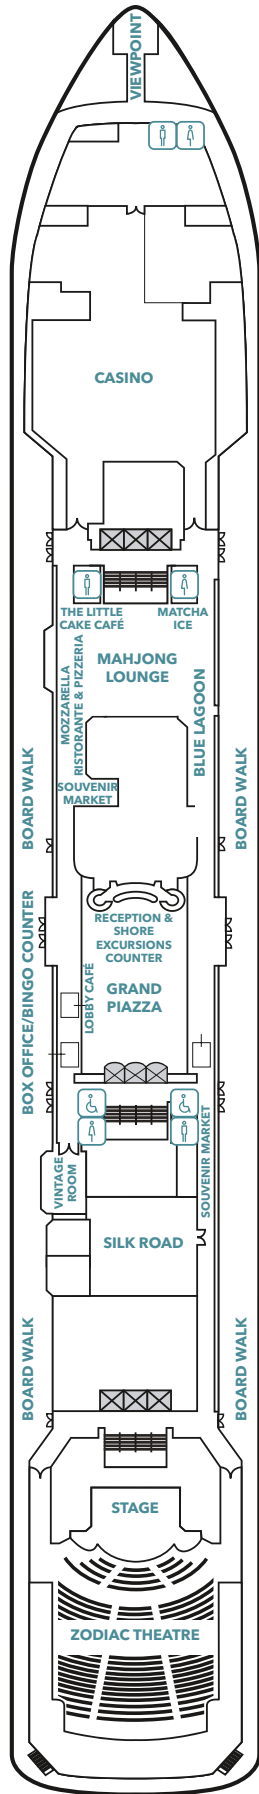 VIEWPOINT
CASINO
THE LITTLE
CAKE CAFÉ
MATCHA
ICE
MAHJONG
LOUNGE
MOZZARELLA
RISTORANTE & PIZZERIA
BLUE LAGOON
SOUVENIR
MARKET
BOARD WALK
BOARD WALK
RECEPTION &
SHORE
EXCURSIONS
COUNTER
BOX OFFICE/BINGO COUNTER
LOBBY CAFÉ
GRAND
PIAZZA
SOUVENIR MARKET
VINTAGE
ROOM
SILK ROAD
BOARD WALK
BOARD WALK
STAGE
ZODIAC THEATRE